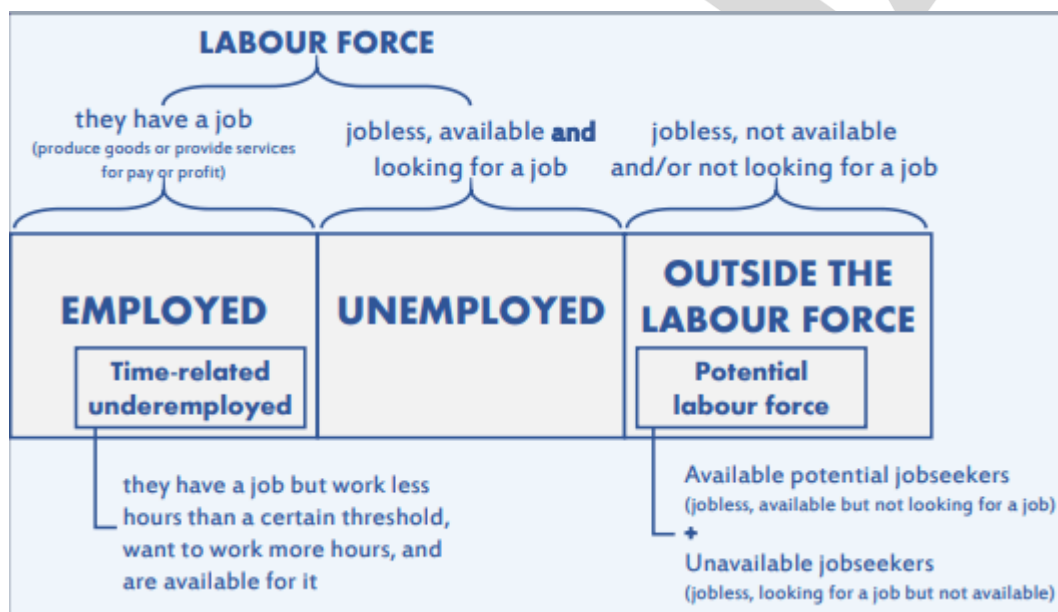 LABOUR FORCE
they have a job
(produce goods or provide services
for pay or profit)
jobless, available and
looking for a job
jobless, not available
and/or not looking for a job
EMPLOYED
Time-related
underemployed
UNEMPLOYED
OUTSIDE THE
LABOUR FORCE
Potential
labour force
they have a job but work less
hours than a certain threshold,
want to work more hours, and
are available for it
Available potential jobseekers
(jobless, available but not looking for a job)
+
Unavailable jobseekers
(jobless, looking for a job but not available)